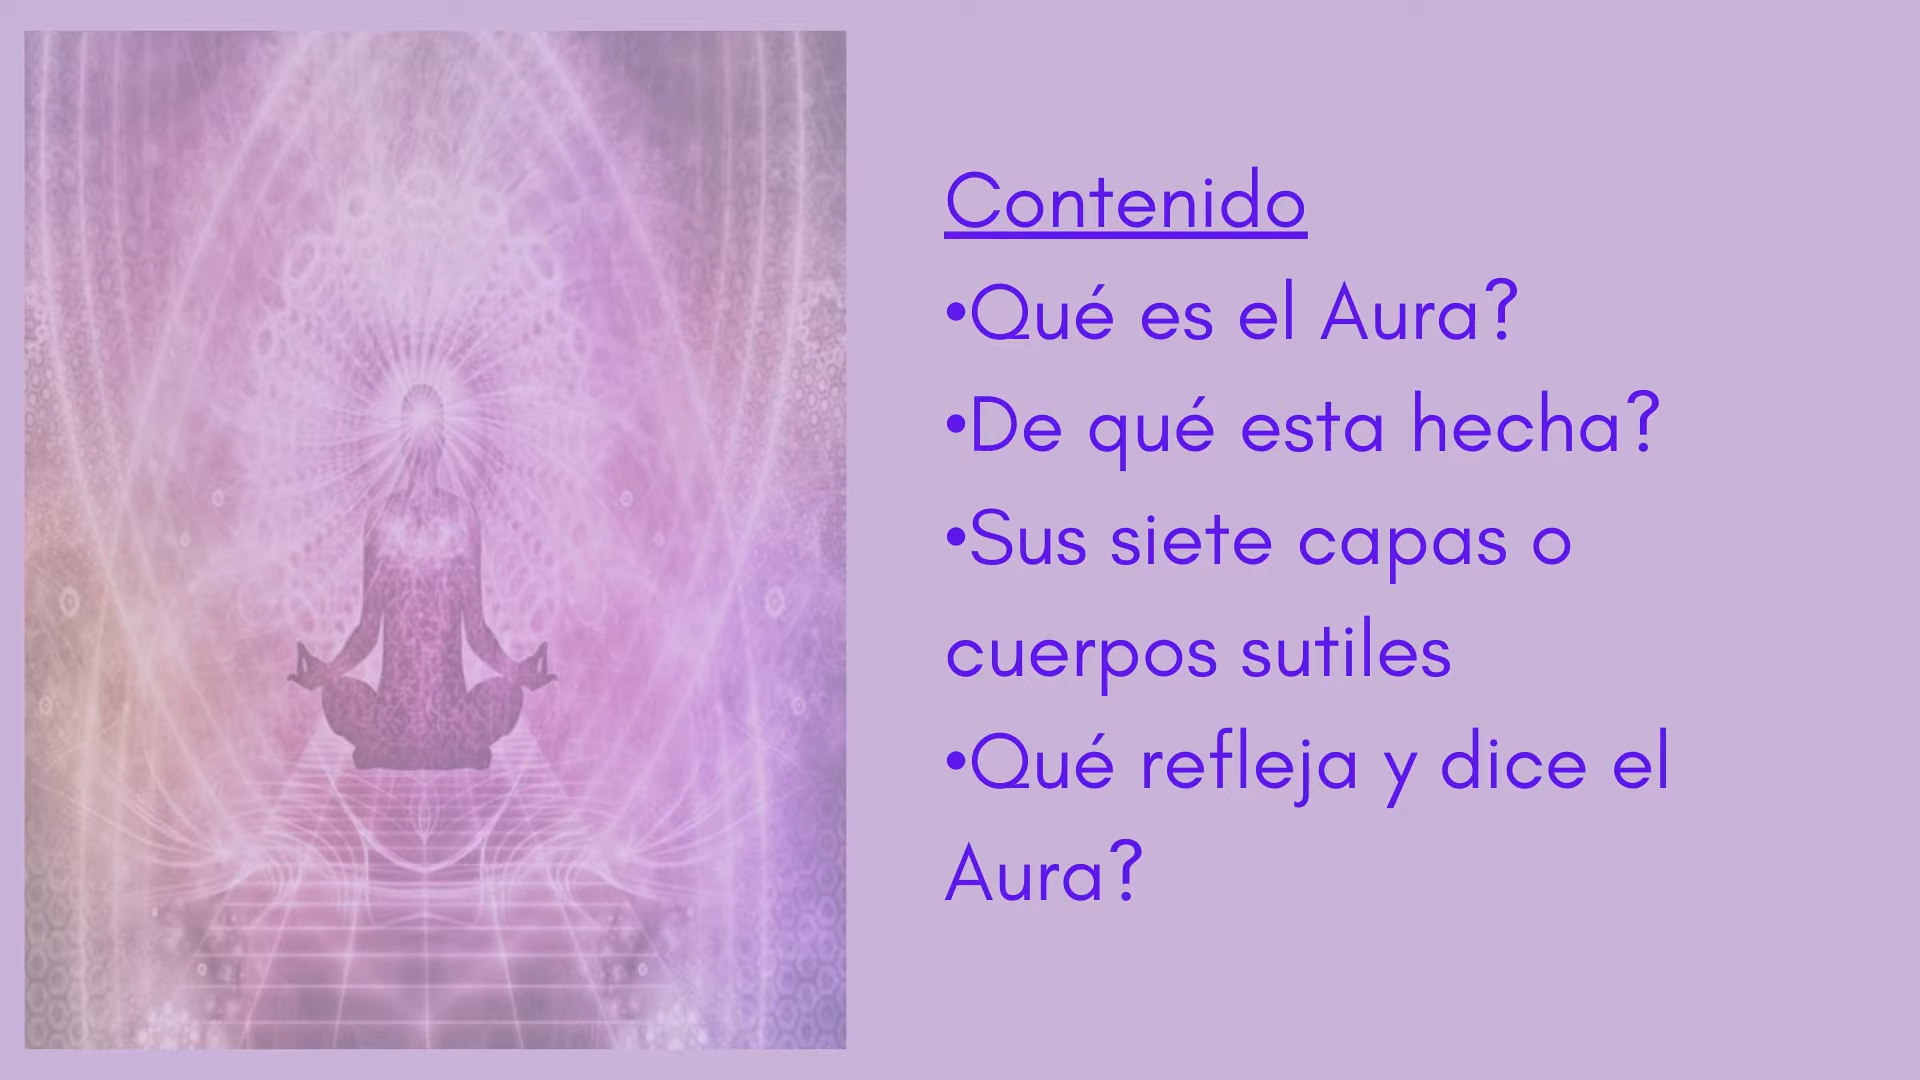 Contenido
•Qué es el Aura?
•De qué esta hecha?
•Sus siete capas o
cuerpos sutiles
•Qué refleja y dice el
Aura?